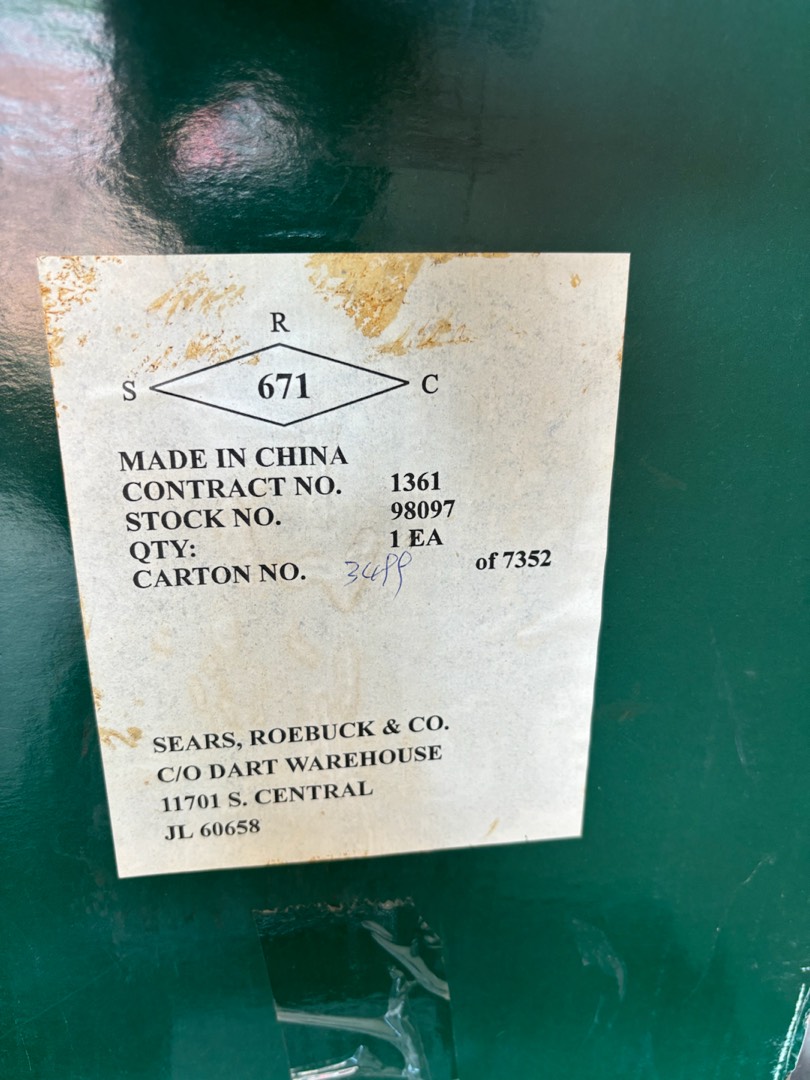 R
S 671 C
MADE IN CHINA
CONTRACT NO. 1361
STOCK NO. 98097
QTY: 1 EA
CARTON NO. 3499 of 7352
SEARS, ROEBUCK & CO.
C/O DART WAREHOUSE
11701 S. CENTRAL
JL 60658